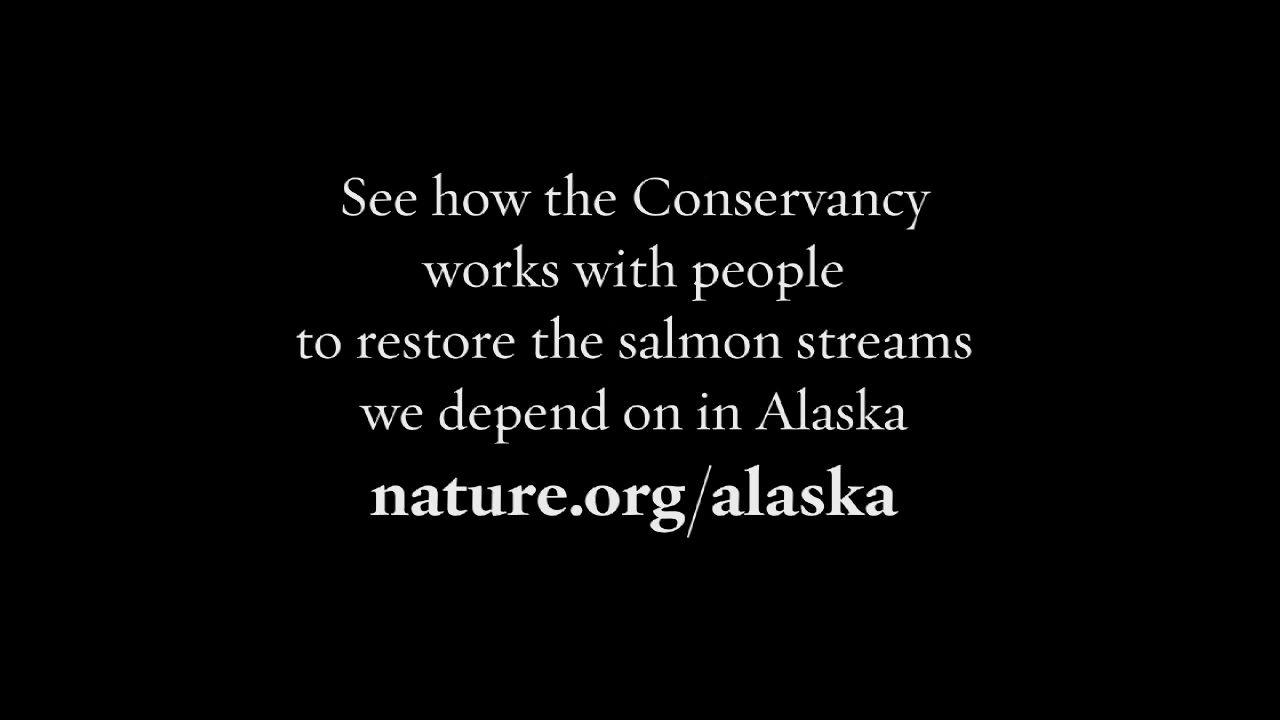 See how the Conservancy
works with people
to restore the salmon streams
we depend on in Alaska
nature.org/alaska